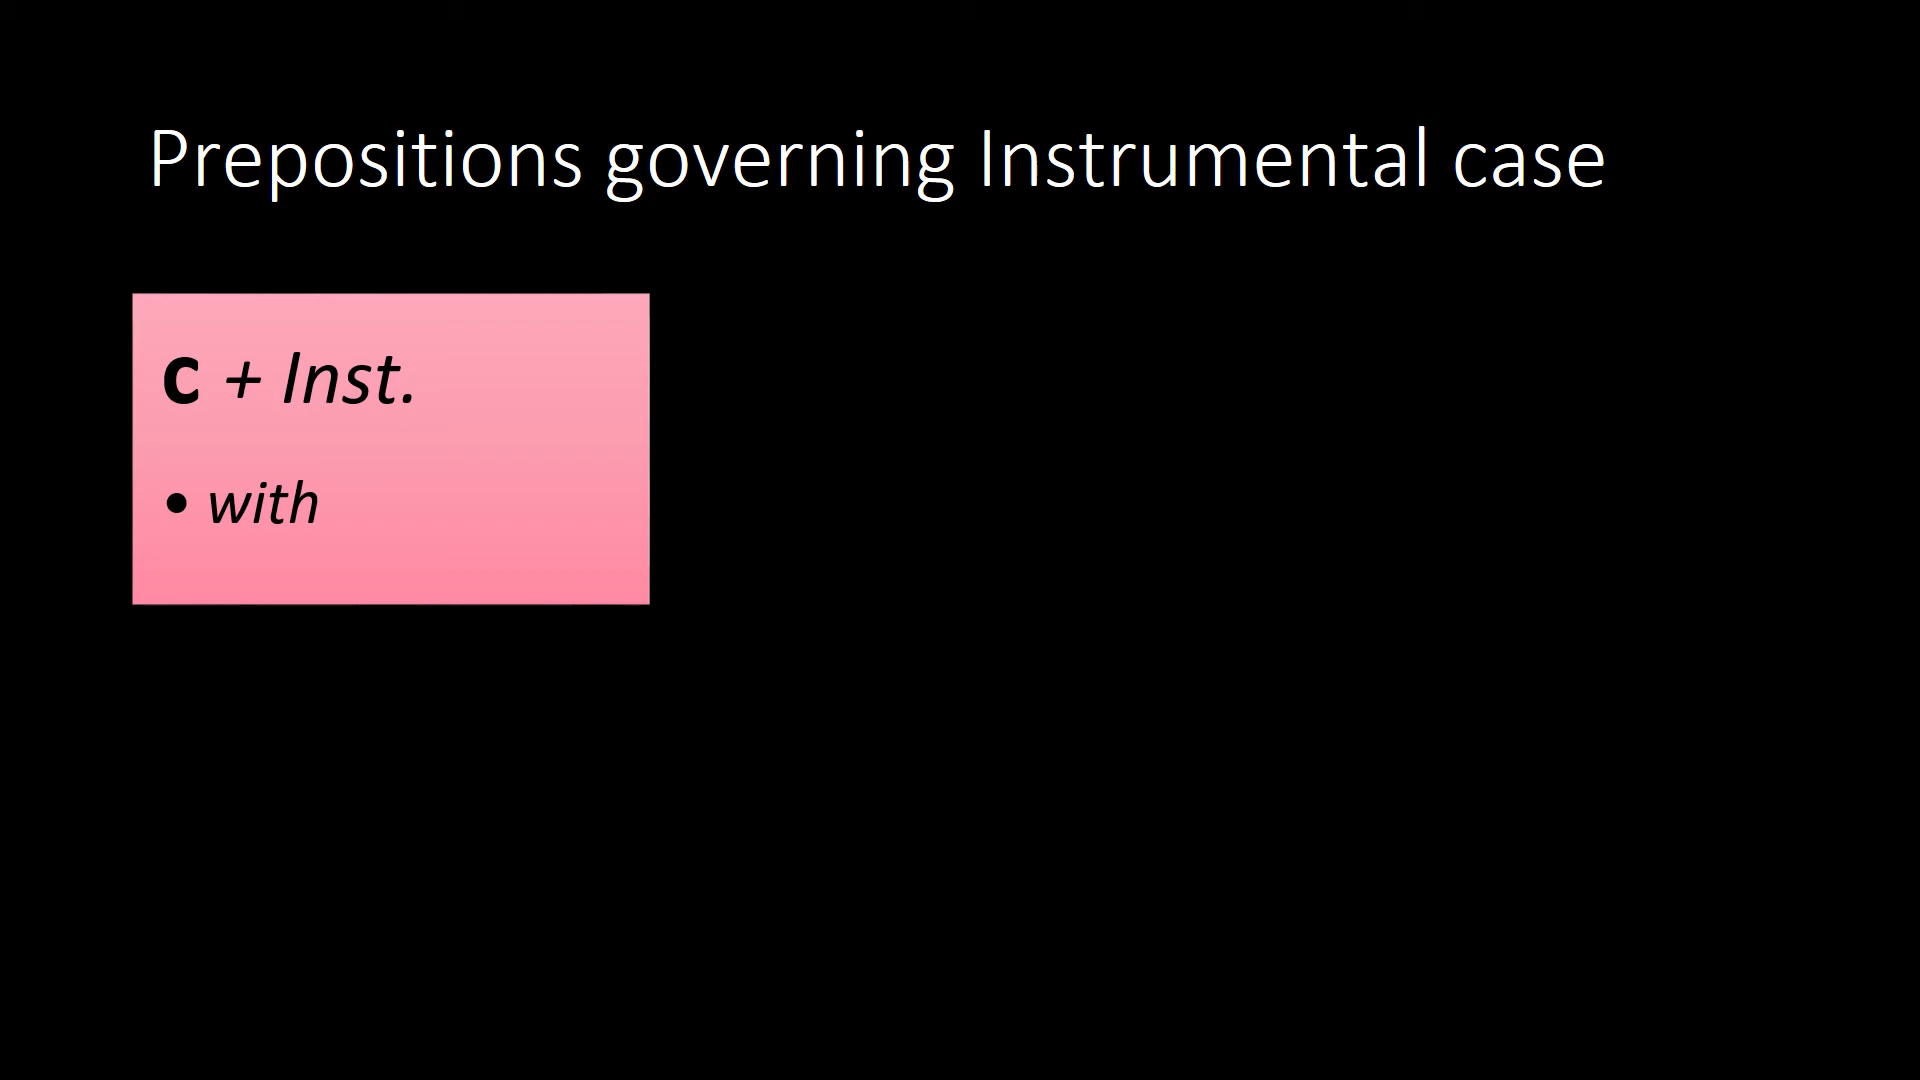 Prepositions governing Instrumental case
с + Inst.
• with